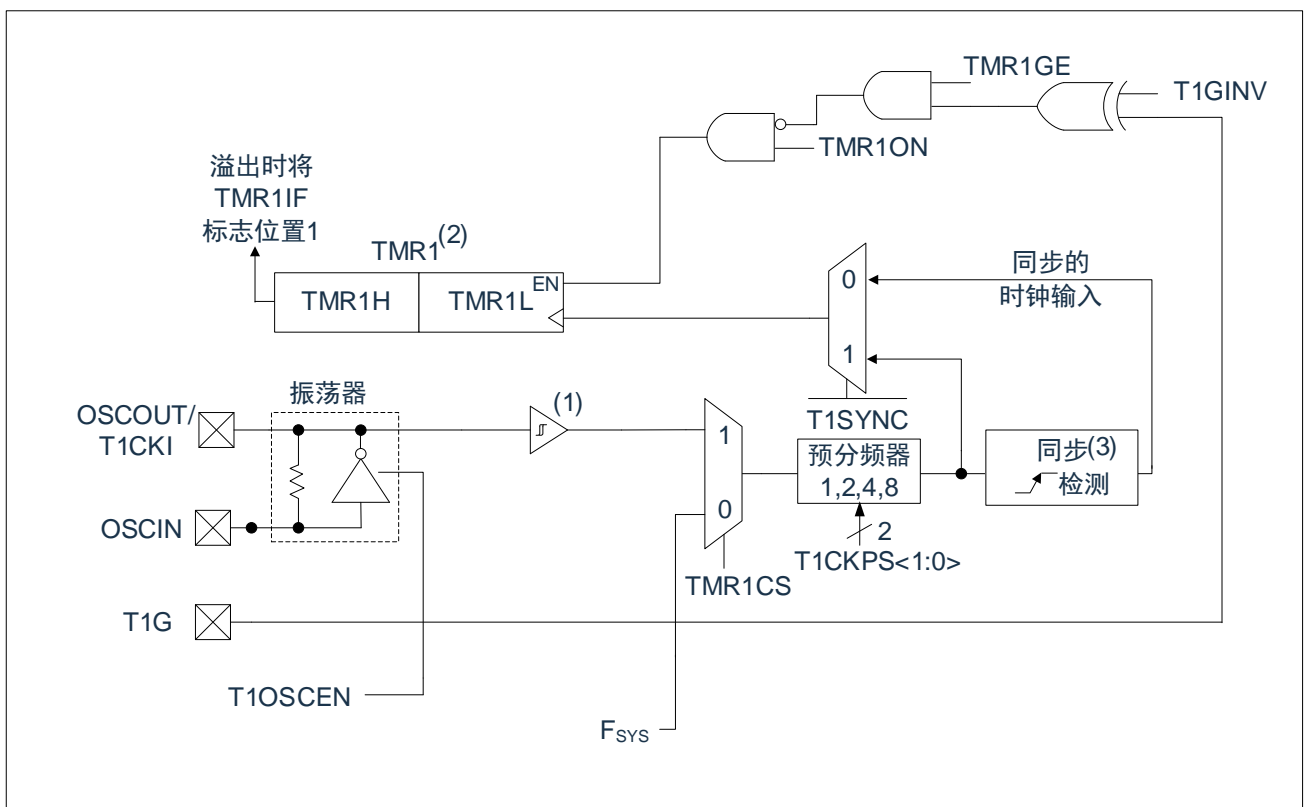 TMR1GE
T1GINV
TMR1ON
溢出时将
TMR1IF
标志位置1
TMR1(2)
EN
TMR1H
TMR1L
0
同步的
时钟输入
1
T1SYNC
振荡器
(1)
OSCOUT/
T1CKI
1
预分频器
1,2,4,8
同步(3)
检测
OSCIN
0
2
T1CKPS<1:0>
TMR1CS
T1G
T1OSCEN
FSYS